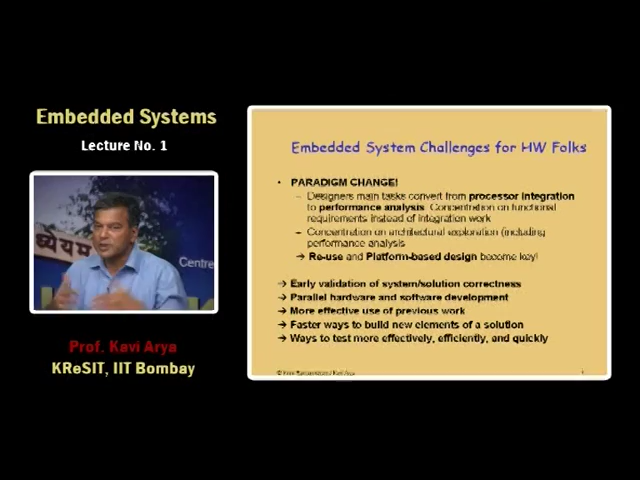 Embedded Systems
Lecture No. 1
ध्येयम
Centre
Prof. Kavi Arya
KReSIT, IIT Bombay
Embedded System Challenges for HW Folks
• PARADIGM CHANGE!
– Designers main tasks convert from processor integration
to performance analysis. Concentration on functional
requirements instead of integration work
– Concentration on architectural exploration (including
performance analysis
→ Re-use and Platform-based design become key!
→ Early validation of system/solution correctness
→ Parallel hardware and software development
→ More effective use of previous work
→ Faster ways to build new elements of a solution
→ Ways to test more effectively, efficiently, and quickly
Kavi Arya